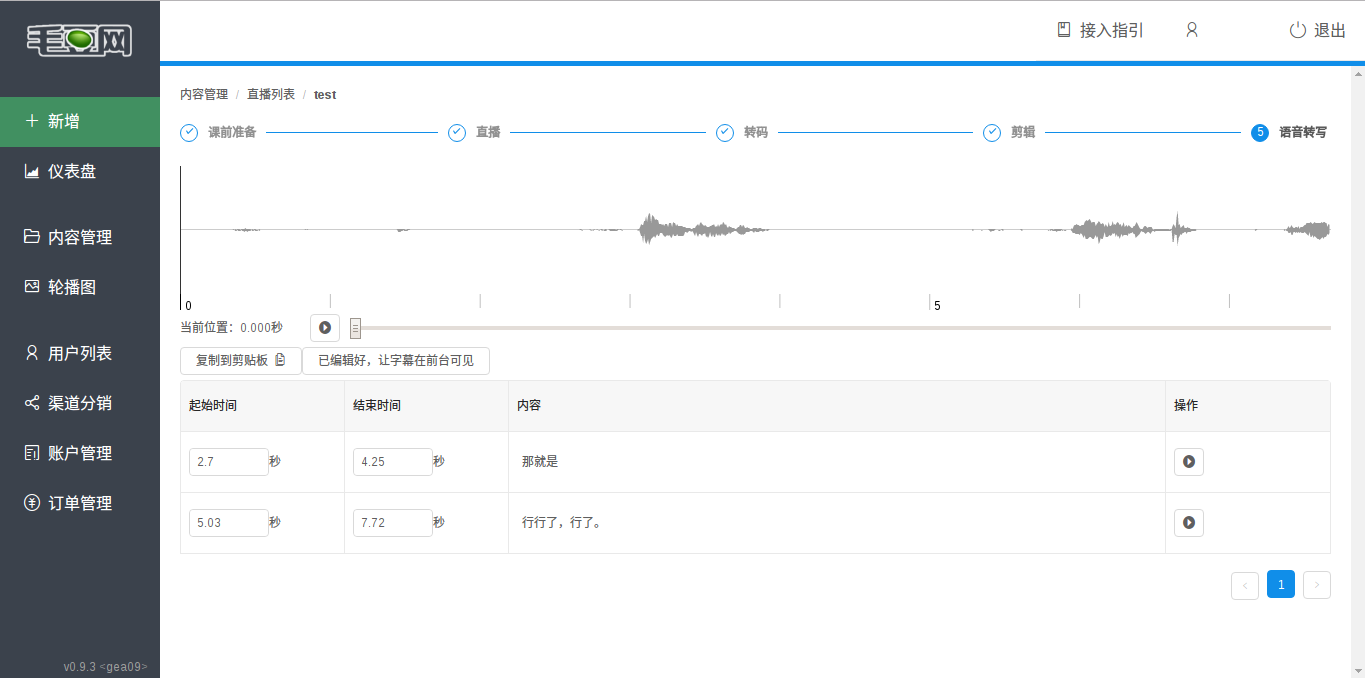 毛豆网
接入指引
退出
新增
仪表盘
内容管理
轮播图
用户列表
渠道分销
账户管理
订单管理
v0.9.3 <gea09>
内容管理 / 直播列表 / test
课前准备 直播 转码 剪辑 5 语音转写
0 5
当前位置：0.000秒
复制到剪贴板 已编辑好，让字幕在前台可见
起始时间 结束时间 内容 操作
2.7 秒 4.25 秒 那就是
5.03 秒 7.72 秒 行行了，行了。
< 1 >